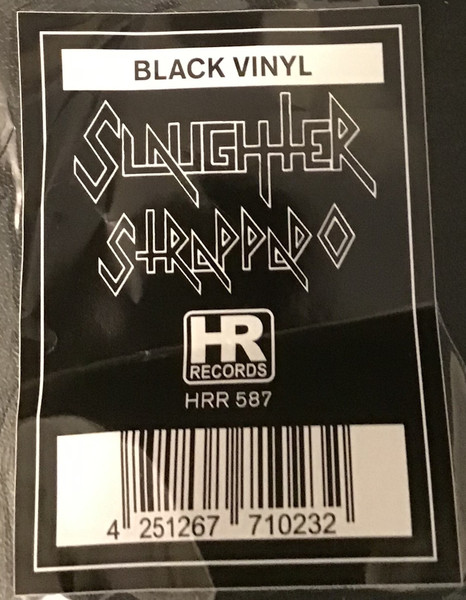 BLACK VINYL
SLAUGHTER
STRAPPADO
HR
RECORDS
HRR 587
4 251267 710232